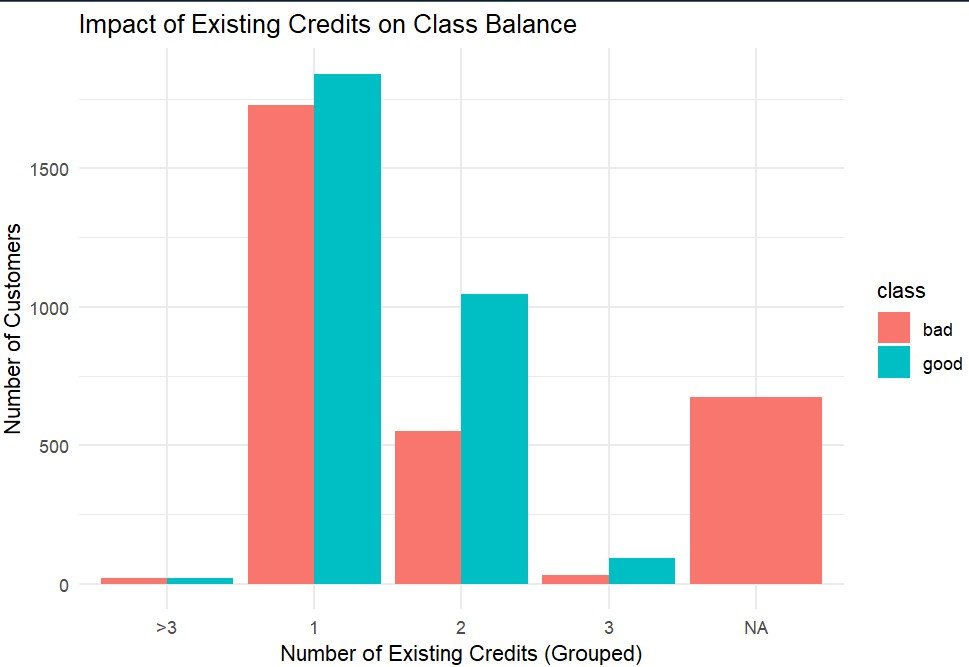 Impact of Existing Credits on Class Balance
Number of Customers
1500
1000
500
0
>3
1
2
3
NA
Number of Existing Credits (Grouped)
class
bad
good